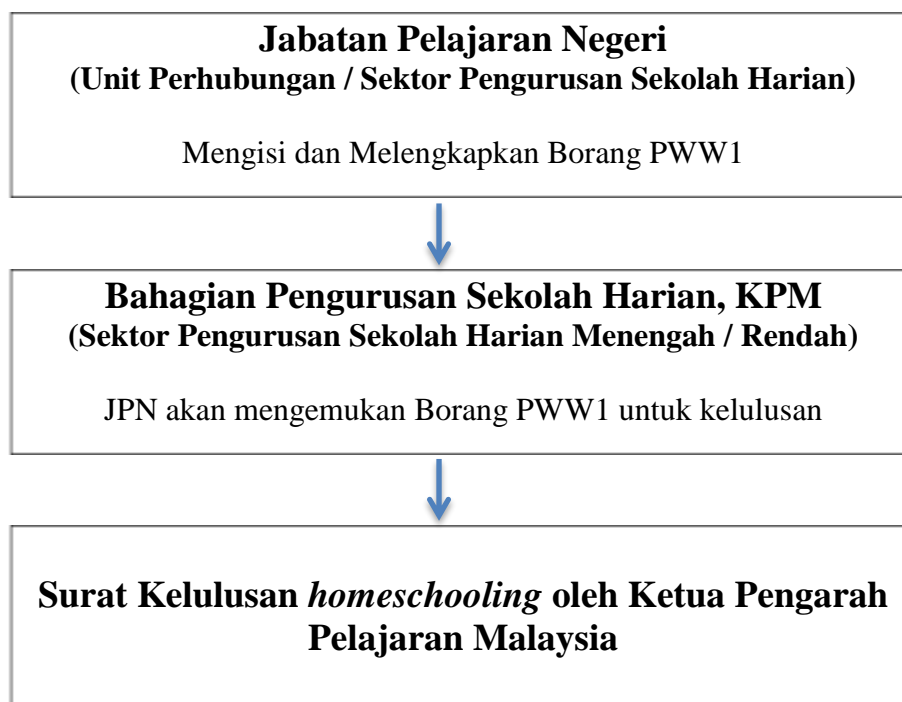 Jabatan Pelajaran Negeri
(Unit Perhubungan / Sektor Pengurusan Sekolah Harian)
Mengisi dan Melengkapkan Borang PWW1
Bahagian Pengurusan Sekolah Harian, KPM
(Sektor Pengurusan Sekolah Harian Menengah / Rendah)
JPN akan mengemukan Borang PWW1 untuk kelulusan
Surat Kelulusan homeschooling oleh Ketua Pengarah
Pelajaran Malaysia